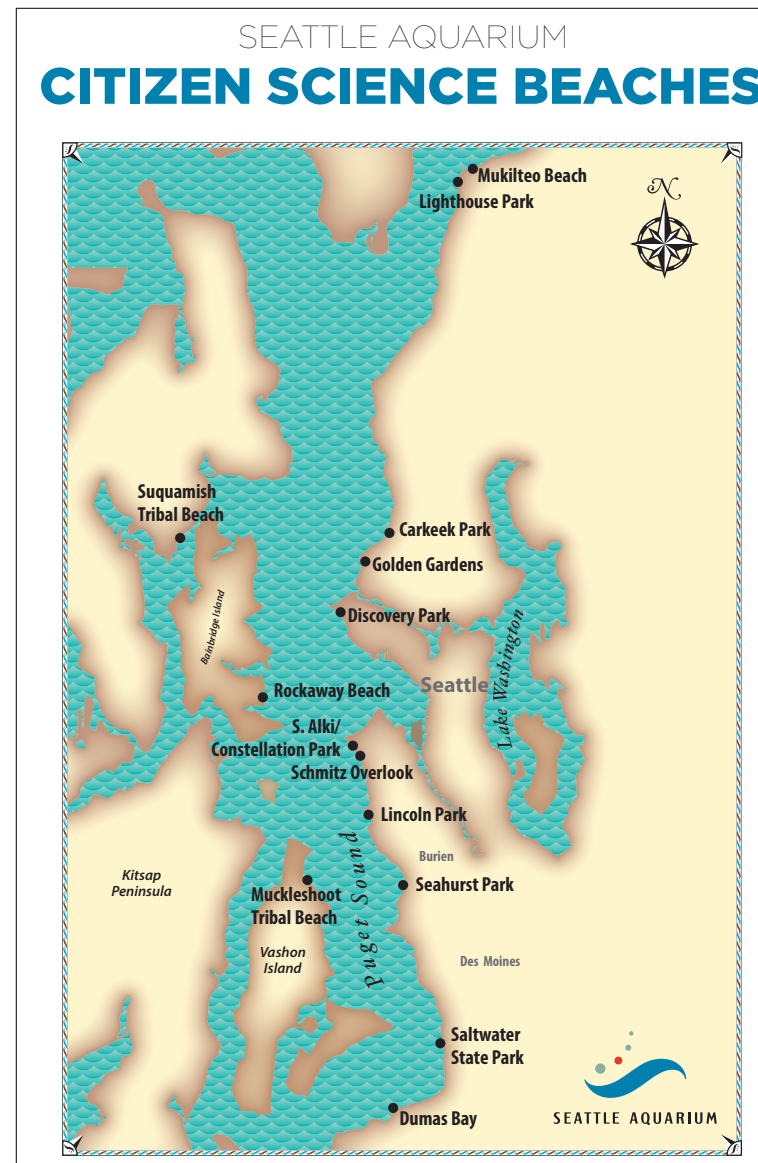 SEATTLE AQUARIUM
CITIZEN SCIENCE BEACHES
Mukilteo Beach
Lighthouse Park
N
Suquamish
Tribal Beach
Carkeek Park
Golden Gardens
Bainbridge Island
Discovery Park
Lake Washington
Seattle
Rockaway Beach
S. Alki/
Constellation Park
Schmitz Overlook
Lincoln Park
Puget Sound
Burien
Kitsap
Peninsula
Muckleshoot
Tribal Beach
Seahurst Park
Vashon
Island
Des Moines
Saltwater
State Park
Dumas Bay
SEATTLE AQUARIUM